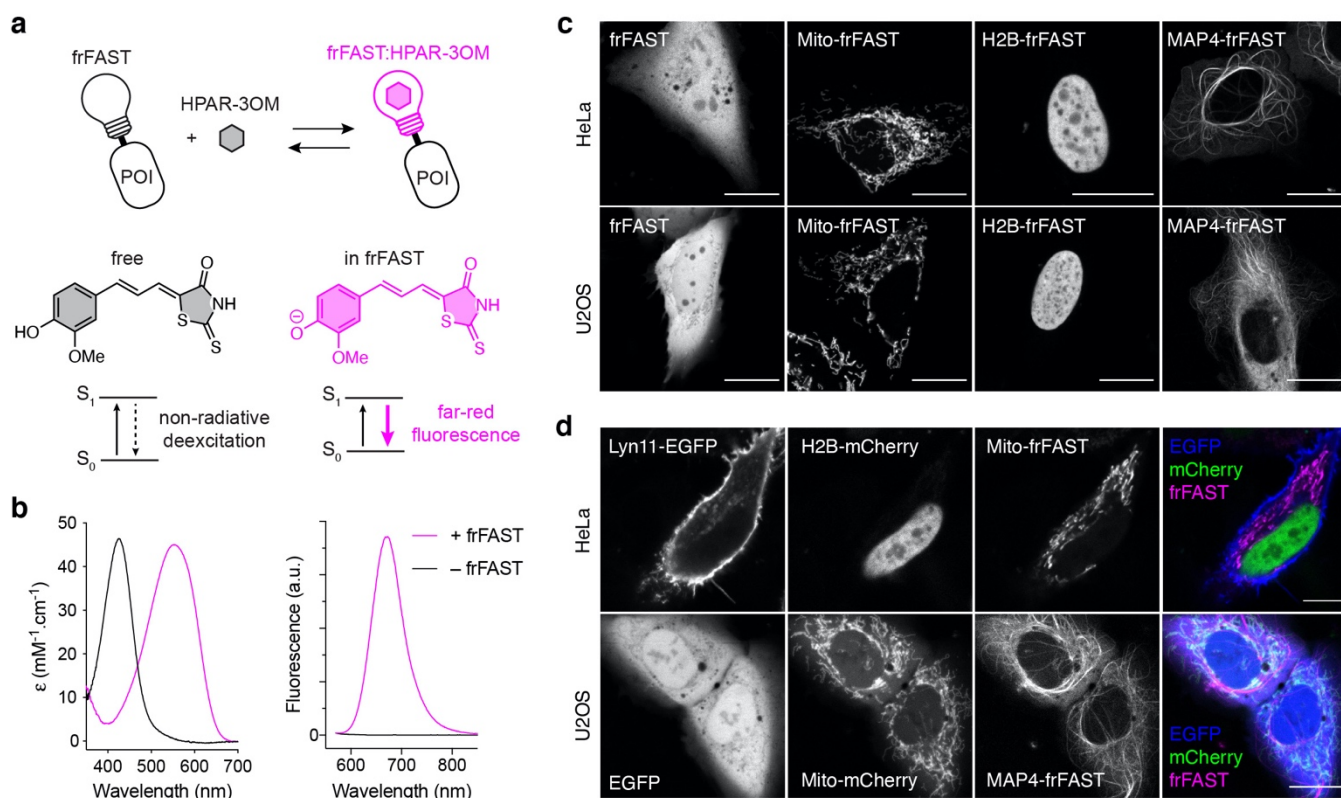 a
frFAST
frFAST:HPAR-3OM
HPAR-3OM
+
POI
POI
free
in frFAST
O
NH
S
S
HO
OMe
O
NH
S
S
⊖
O
OMe
S1
non-radiative
deexcitation
S0
S1
far-red
fluorescence
S0
b
50
40
30
20
10
0
ε (mM-1.cm-1)
400 500 600 700
Wavelength (nm)
Fluorescence (a.u.)
0
+ frFAST
– frFAST
600 700 800
Wavelength (nm)
c
HeLa
frFAST
Mito-frFAST
H2B-frFAST
MAP4-frFAST
U2OS
frFAST
Mito-frFAST
H2B-frFAST
MAP4-frFAST
d
HeLa
Lyn11-EGFP
H2B-mCherry
Mito-frFAST
EGFP
mCherry
frFAST
U2OS
EGFP
Mito-mCherry
MAP4-frFAST
EGFP
mCherry
frFAST